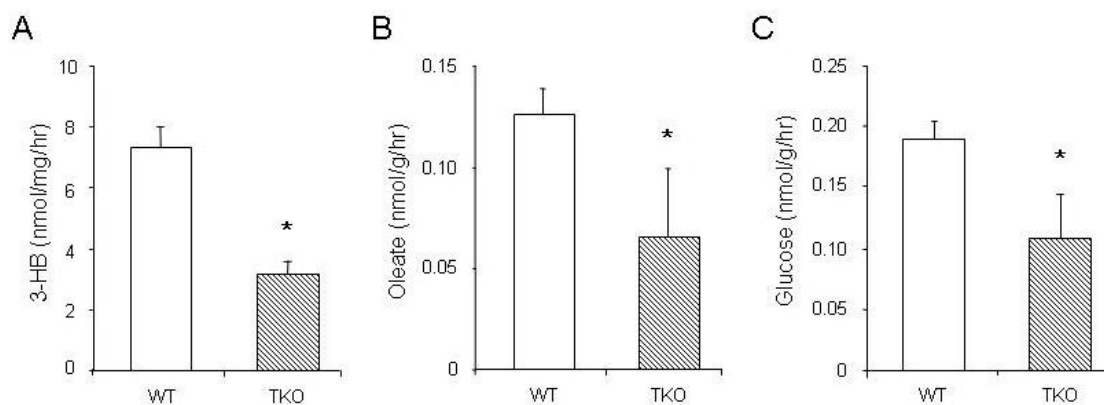 A
3-HB (nmol/mg/hr)
10
8
6
4
2
0
*
WT
TKO
B
Oleate (nmol/g/hr)
0.15
0.10
0.05
0
*
WT
TKO
C
Glucose (nmol/g/hr)
0.25
0.20
0.15
0.10
0.05
0
*
WT
TKO